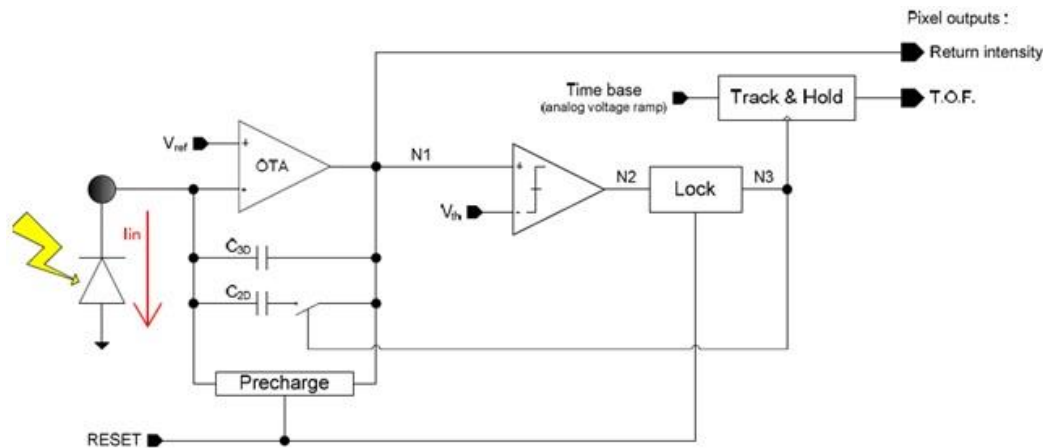 Pixel outputs :
Return intensity
Time base
(analog voltage ramp)
Track & Hold
T.O.F.
Vref
+
OTA
-
N1
+
Vth
-
N2
Lock
N3
Iin
C3D
C2D
Precharge
RESET